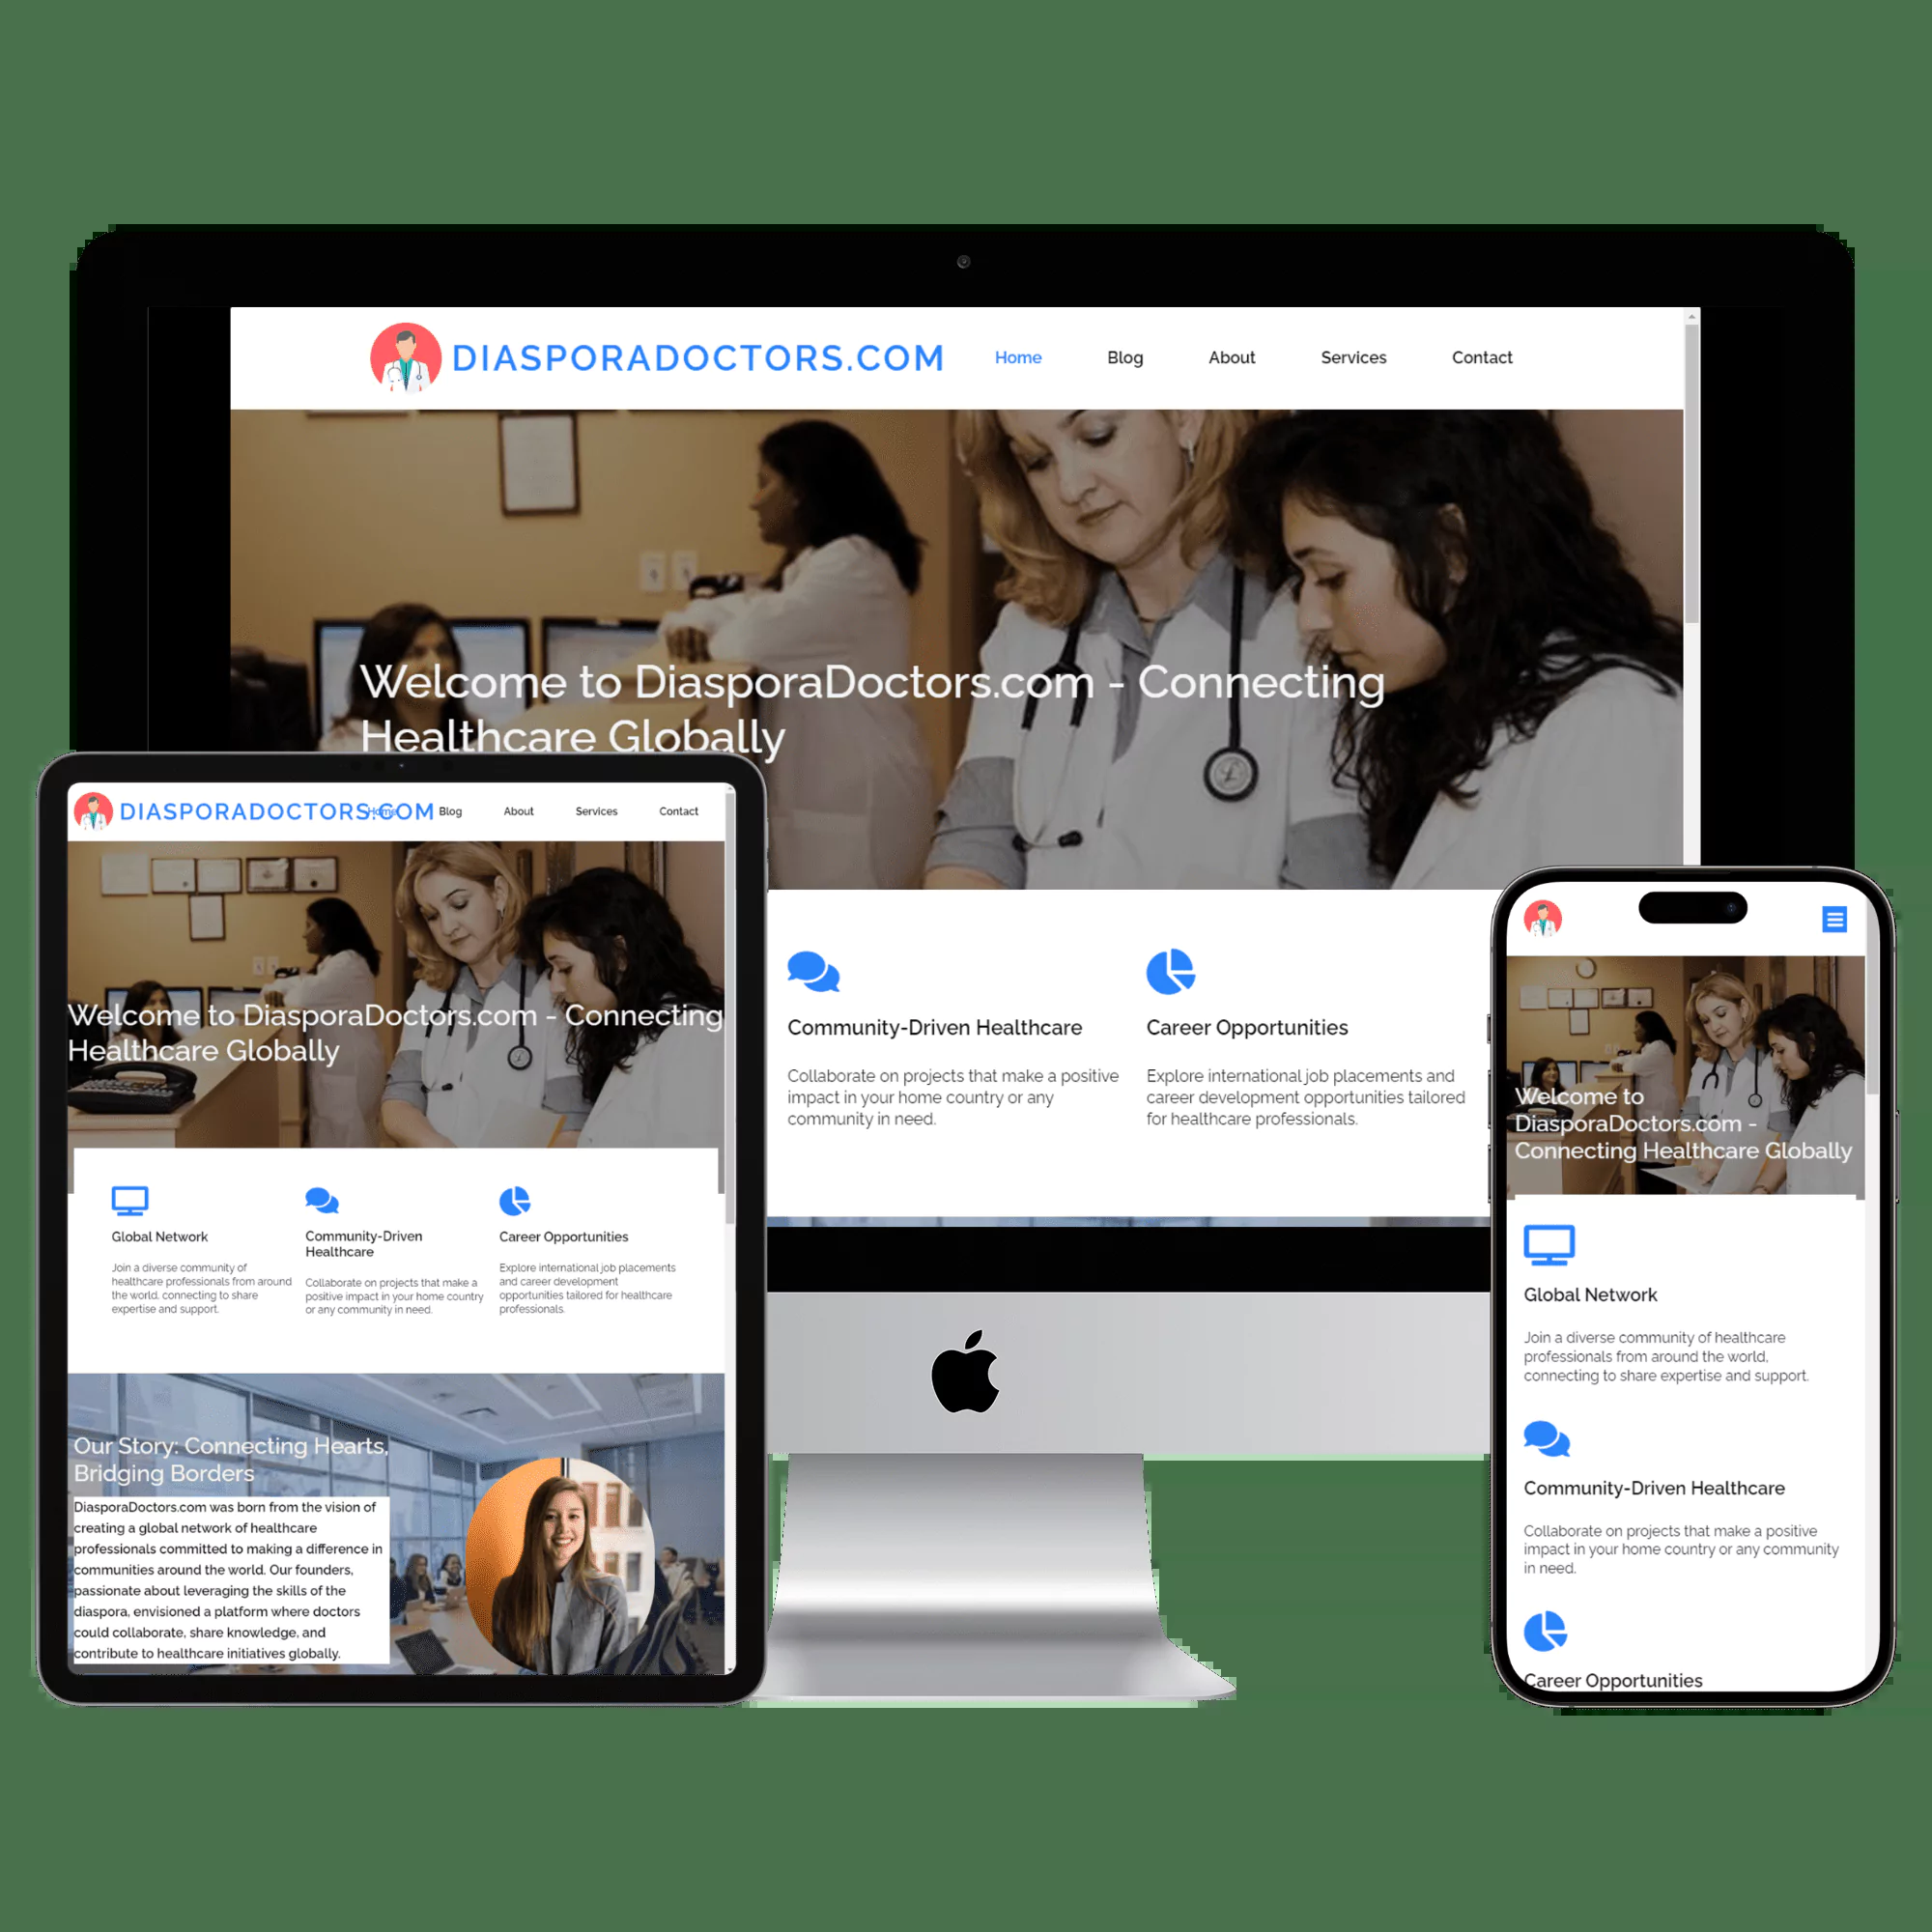 DIASPORADOCTORS.COM
Home
Blog
About
Services
Contact
Welcome to DiasporaDoctors.com - Connecting
Healthcare Globally
Community-Driven Healthcare
Collaborate on projects that make a positive
impact in your home country or any
community in need.
Career Opportunities
Explore international job placements and
career development opportunities tailored
for healthcare professionals.
DIASPORADOCTORS.COM
Home
Blog
About
Services
Contact
Welcome to DiasporaDoctors.com - Connecting
Healthcare Globally
Global Network
Join a diverse community of
healthcare professionals from around
the world, connecting to share
expertise and support.
Community-Driven
Healthcare
Collaborate on projects that make a
positive impact in your home country
or any community in need.
Career Opportunities
Explore international job placements
and career development
opportunities tailored for healthcare
professionals.
Our Story: Connecting Hearts,
Bridging Borders
DiasporaDoctors.com was born from the vision of
creating a global network of healthcare
professionals committed to making a difference in
communities around the world. Our founders,
passionate about leveraging the skills of the
diaspora, envisioned a platform where doctors
could collaborate, share knowledge, and
contribute to healthcare initiatives globally.
Welcome to
DiasporaDoctors.com -
Connecting Healthcare Globally
Global Network
Join a diverse community of healthcare
professionals from around the world,
connecting to share expertise and support.
Community-Driven Healthcare
Collaborate on projects that make a positive
impact in your home country or any community
in need.
Career Opportunities